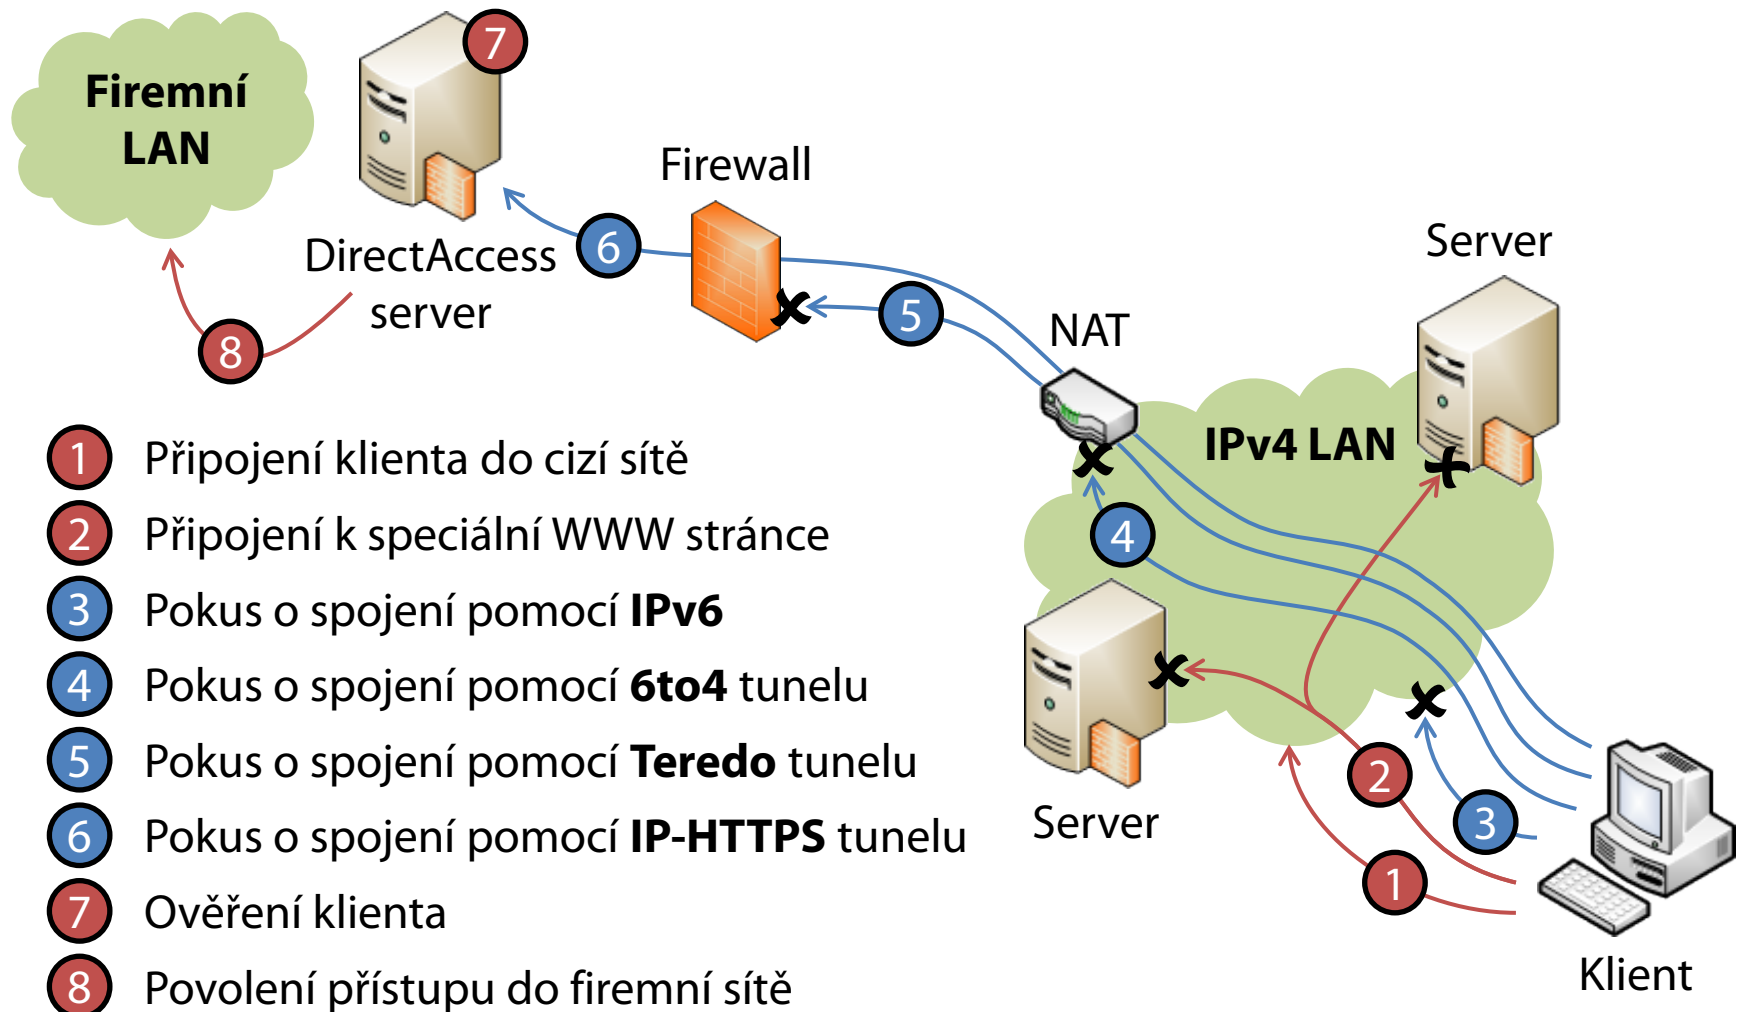 Firemní
LAN
7
DirectAccess
server
8
6
Firewall
5
NAT
Server
IPv4 LAN
4
Server
2
3
1
Klient
1 Připojení klienta do cizí sítě
2 Připojení k speciální WWW stránce
3 Pokus o spojení pomocí IPv6
4 Pokus o spojení pomocí 6to4 tunelu
5 Pokus o spojení pomocí Teredo tunelu
6 Pokus o spojení pomocí IP-HTTPS tunelu
7 Ověření klienta
8 Povolení přístupu do firemní sítě